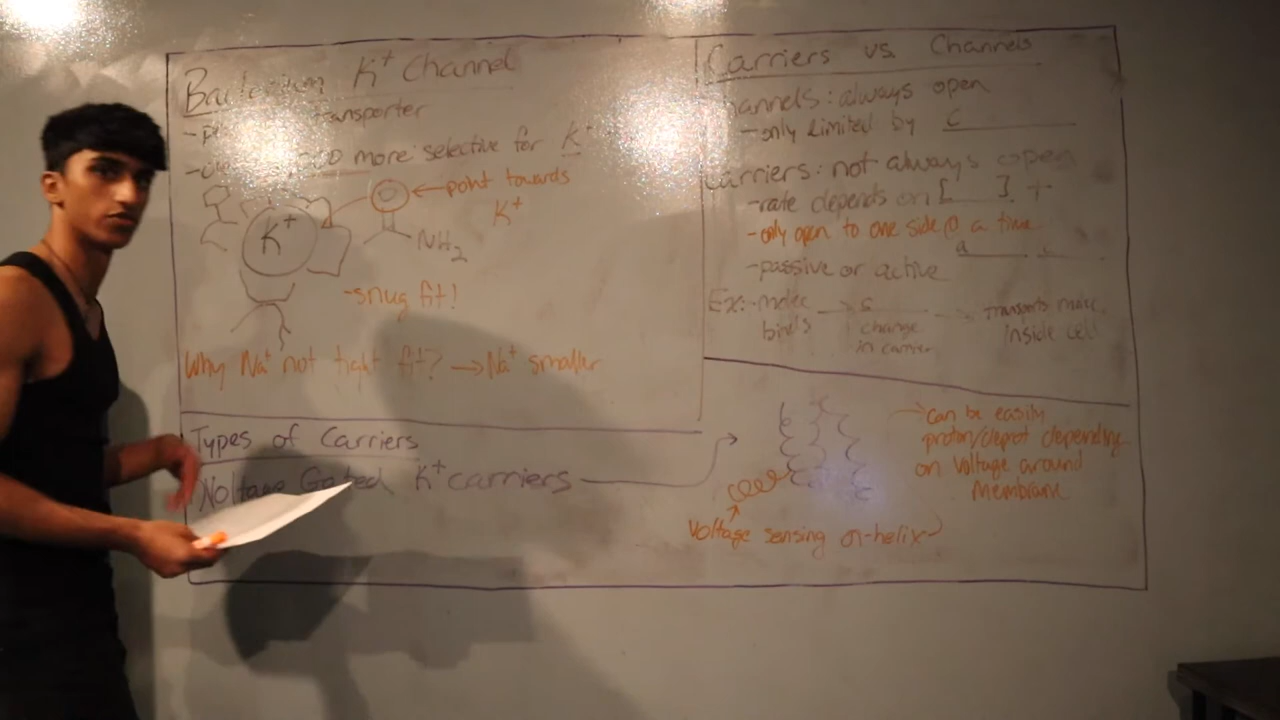 Bacterium K⁺ Channel
more selective for K⁺
K⁺
← point towards
K⁺
NH₂
-snug fit!
Why Na⁺ not tight fit? → Na⁺ smaller
Types of Carriers
Voltage Gated K⁺ carriers
Carriers vs. Channels
channels: always open
-only limited by C
Carriers: not always open
-rate depends on [ ] +
-only open to one side @ a time
-passive or active
Ex:-molec
binds
change
in carrier
Transports molec
inside cell
→ Can be easily
proton/deprot depending
on voltage around
membrane
Voltage sensing α-helix